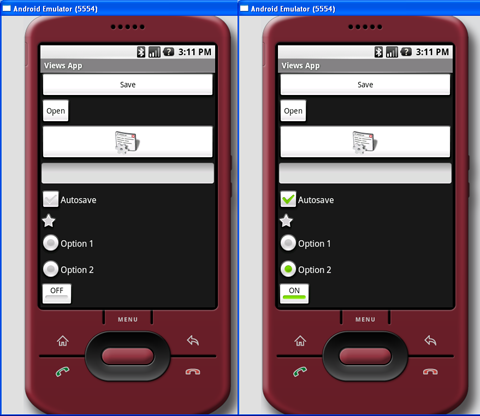 Android Emulator (5554)
3:11 PM
Views App
Save
Open
Autosave
Option 1
Option 2
OFF
MENU
Android Emulator (5554)
3:11 PM
Views App
Save
Open
Autosave
Option 1
Option 2
ON
MENU